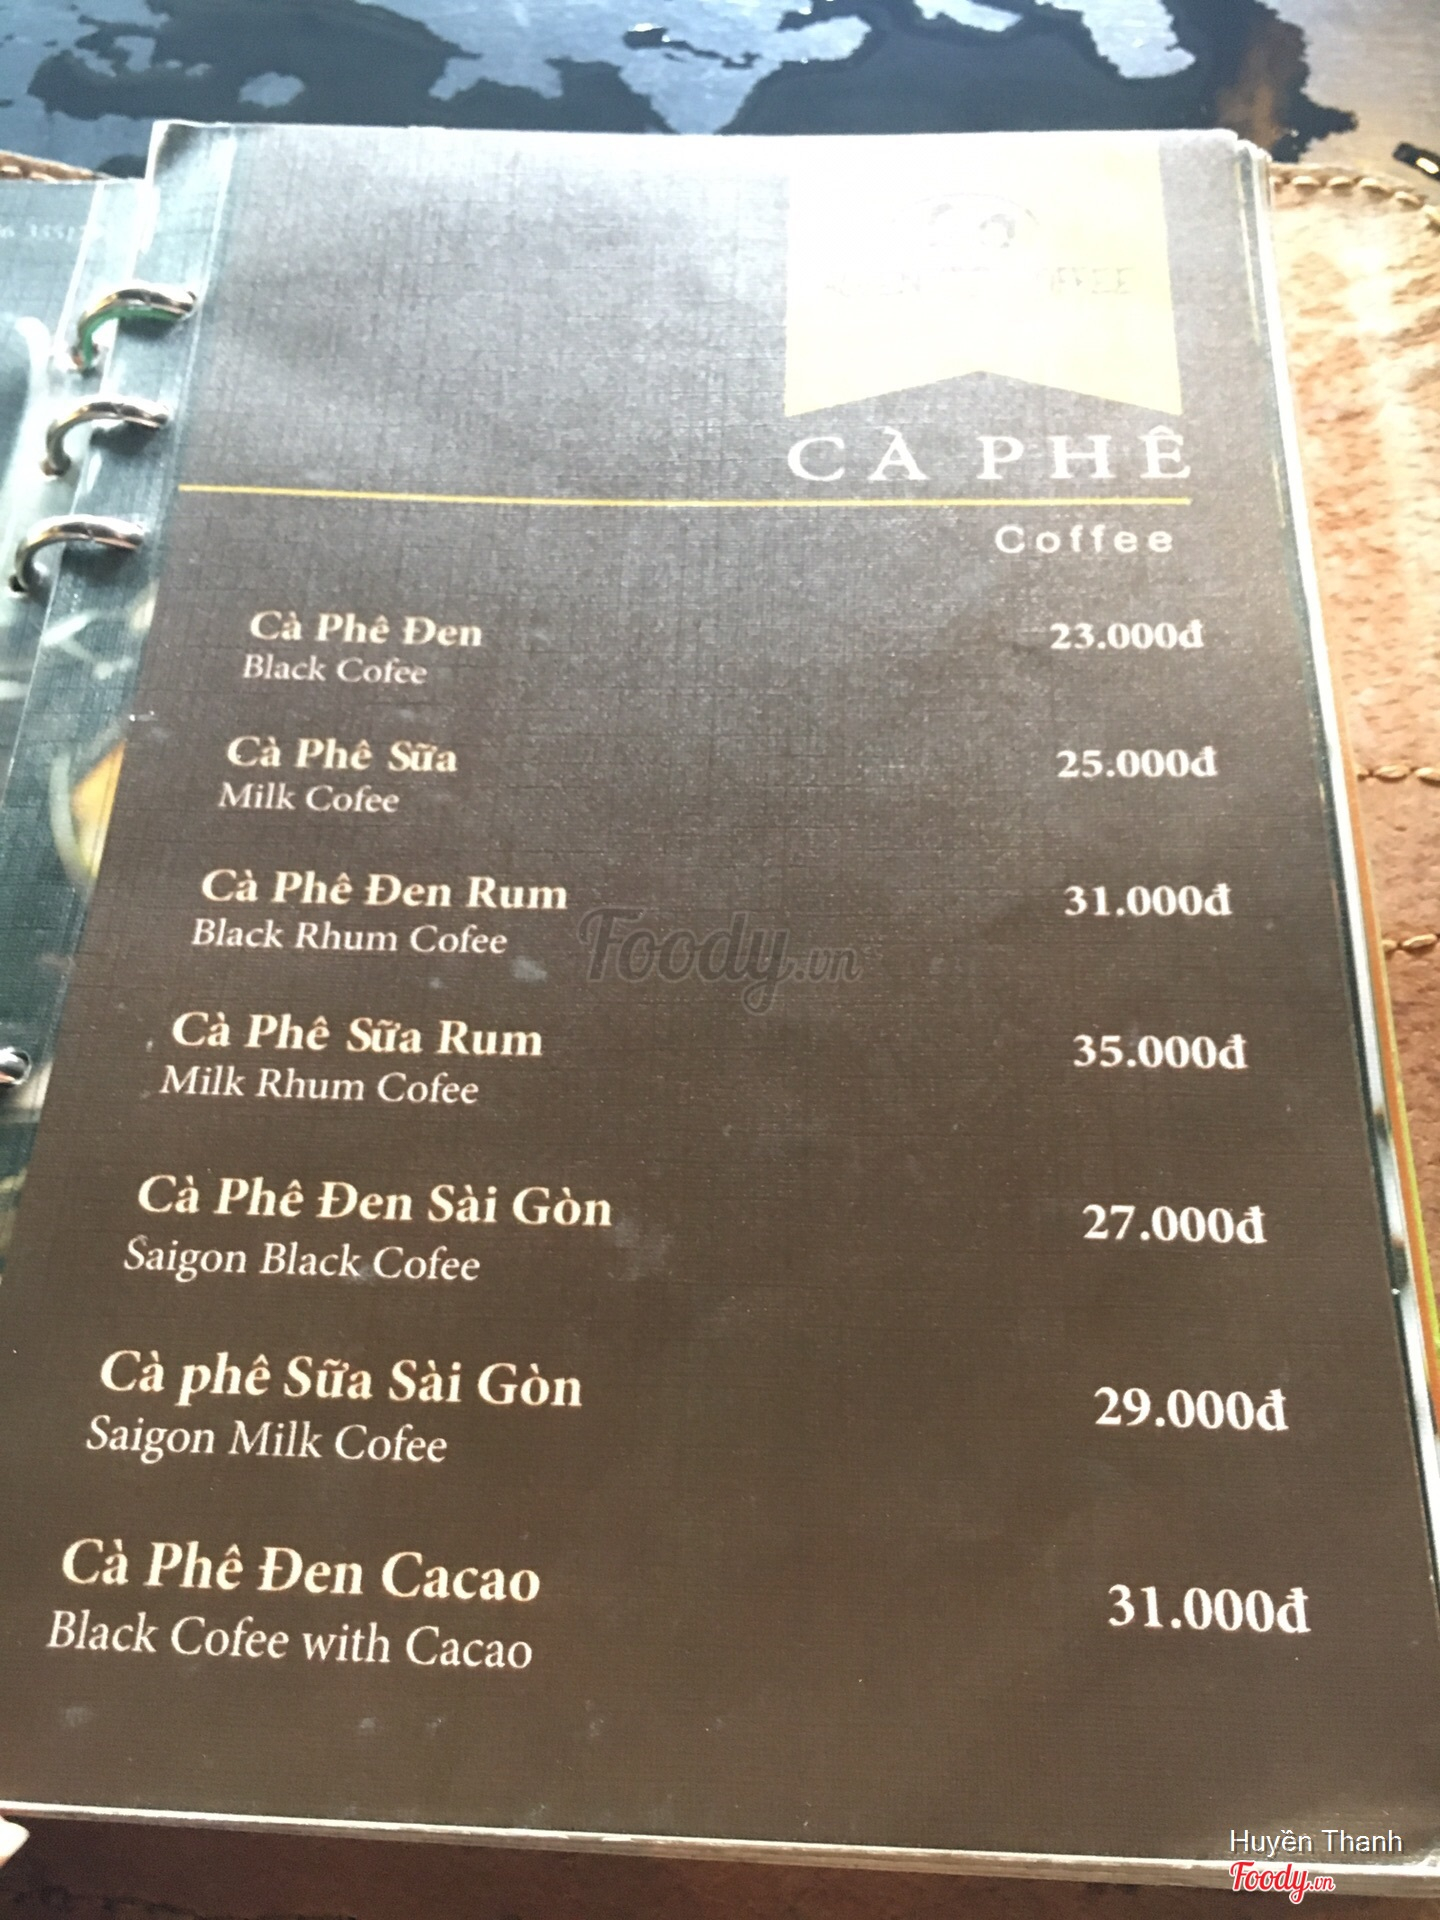 CÀ PHÊ
Coffee
Cà Phê Đen 23.000đ
Black Cofee
Cà Phê Sữa 25.000đ
Milk Cofee
Cà Phê Đen Rum 31.000đ
Black Rhum Cofee
Foody.vn
Cà Phê Sữa Rum 35.000đ
Milk Rhum Cofee
Cà Phê Đen Sài Gòn 27.000đ
Saigon Black Cofee
Cà phê Sữa Sài Gòn 29.000đ
Saigon Milk Cofee
Cà Phê Đen Cacao 31.000đ
Black Cofee with Cacao
Huyền Thanh
Foody.vn